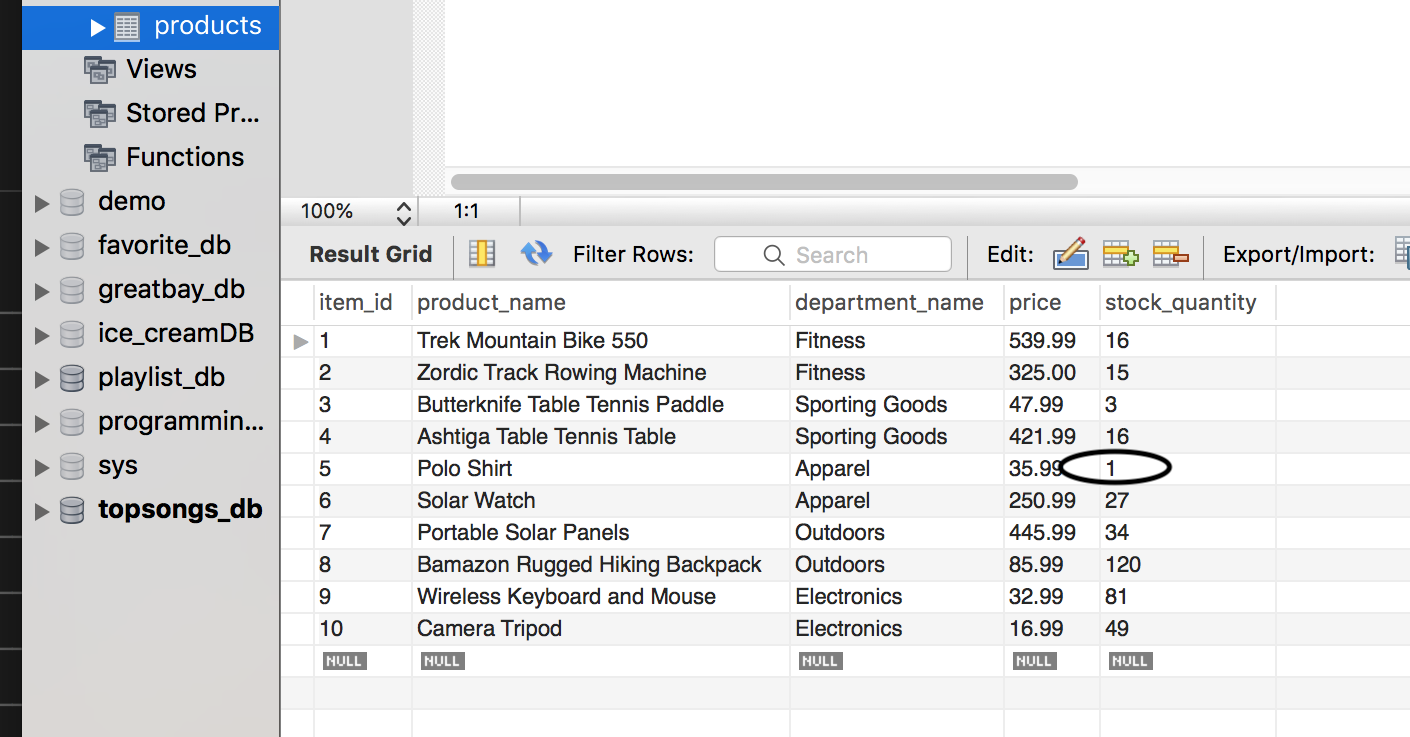 products
Views
Stored Pr...
Functions
demo
favorite_db
greatbay_db
ice_creamDB
playlist_db
programmin...
sys
topsongs_db
100% 1:1
Result Grid Filter Rows: Search Edit: Export/Import:
item_id product_name department_name price stock_quantity
1 Trek Mountain Bike 550 Fitness 539.99 16
2 Zordic Track Rowing Machine Fitness 325.00 15
3 Butterknife Table Tennis Paddle Sporting Goods 47.99 3
4 Ashtiga Table Tennis Table Sporting Goods 421.99 16
5 Polo Shirt Apparel 35.99 1
6 Solar Watch Apparel 250.99 27
7 Portable Solar Panels Outdoors 445.99 34
8 Bamazon Rugged Hiking Backpack Outdoors 85.99 120
9 Wireless Keyboard and Mouse Electronics 32.99 81
10 Camera Tripod Electronics 16.99 49
NULL NULL NULL NULL NULL